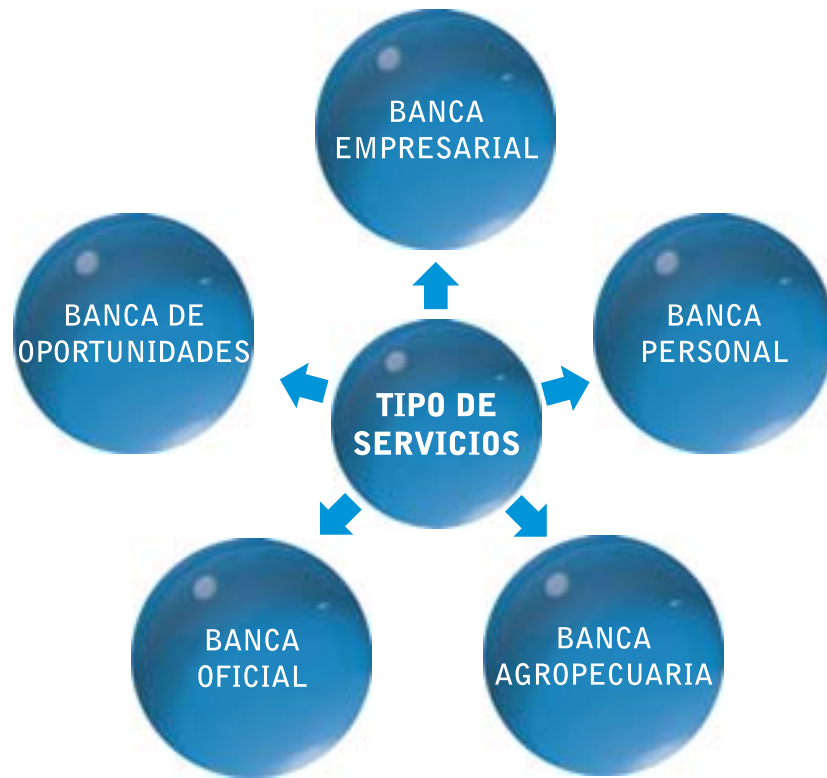 BANCA
EMPRESARIAL
BANCA DE
OPORTUNIDADES
BANCA
PERSONAL
TIPO DE
SERVICIOS
BANCA
OFICIAL
BANCA
AGROPECUARIA